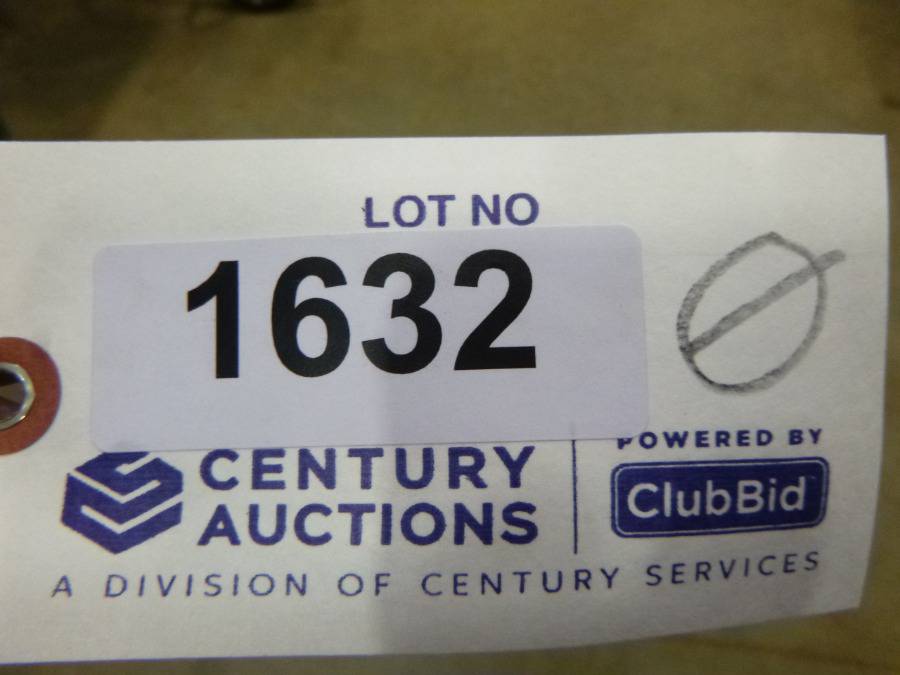 LOT NO
1632
Ø
CENTURY
AUCTIONS
POWERED BY
ClubBid
A DIVISION OF CENTURY SERVICES